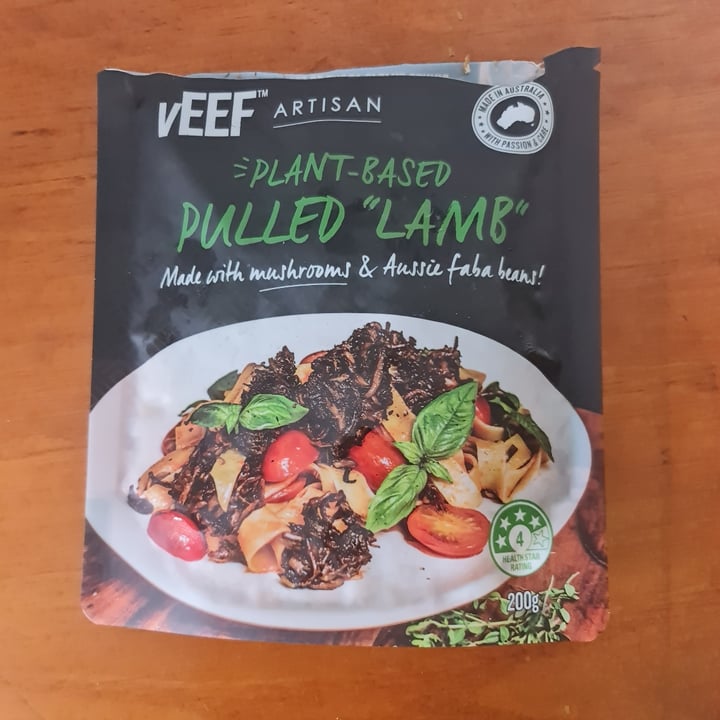 vEEF™ ARTISAN
MADE IN AUSTRALIA
WITH PASSION & CARE
PLANT-BASED
PULLED "LAMB"
Made with mushrooms & Aussie faba beans!
4
HEALTH STAR
RATING
200g